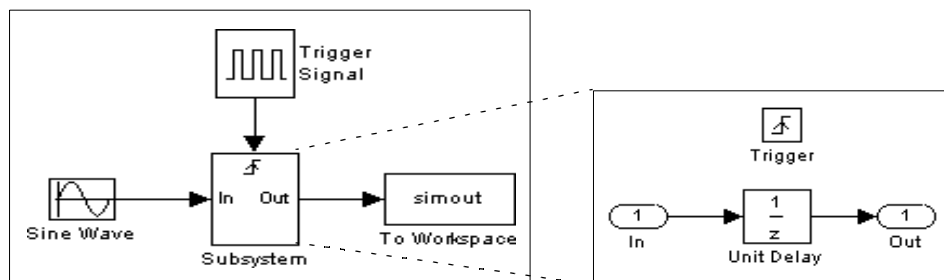 Trigger
Signal
In
Out
Sine Wave
Subsystem
simout
To Workspace
Trigger
1
In
1
z
Unit Delay
1
Out